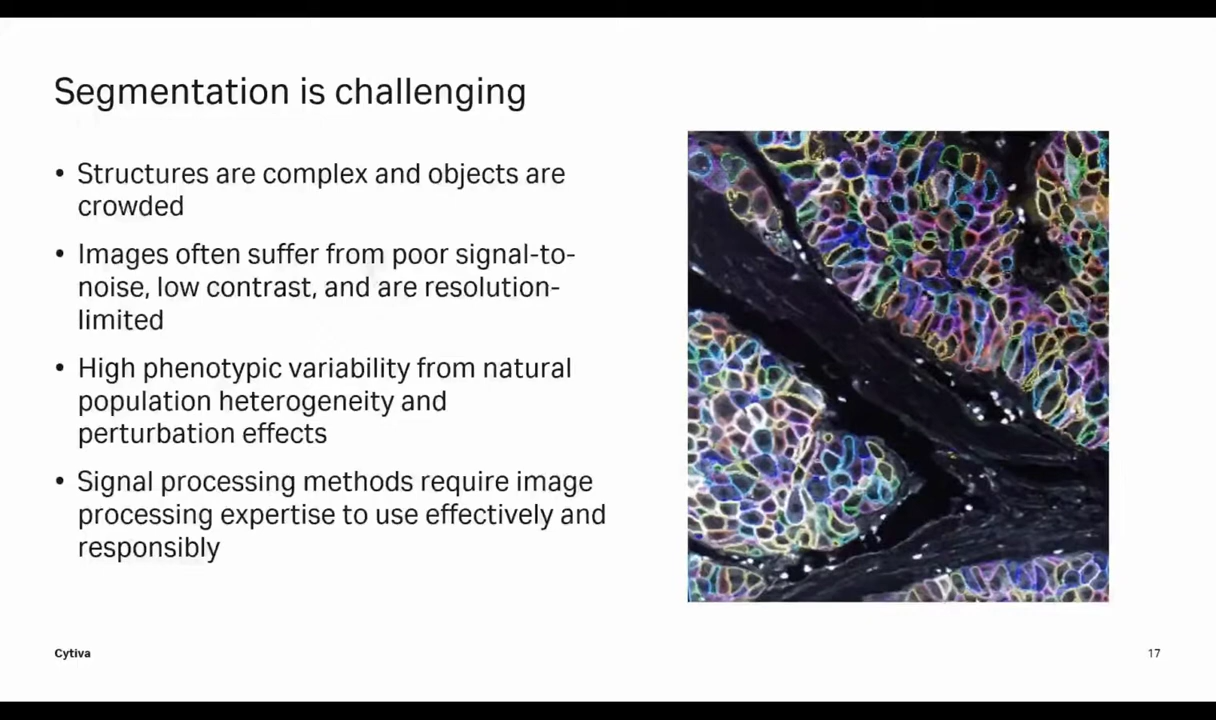 Segmentation is challenging
• Structures are complex and objects are
crowded
• Images often suffer from poor signal-to-
noise, low contrast, and are resolution-
limited
• High phenotypic variability from natural
population heterogeneity and
perturbation effects
• Signal processing methods require image
processing expertise to use effectively and
responsibly
Cytiva
17